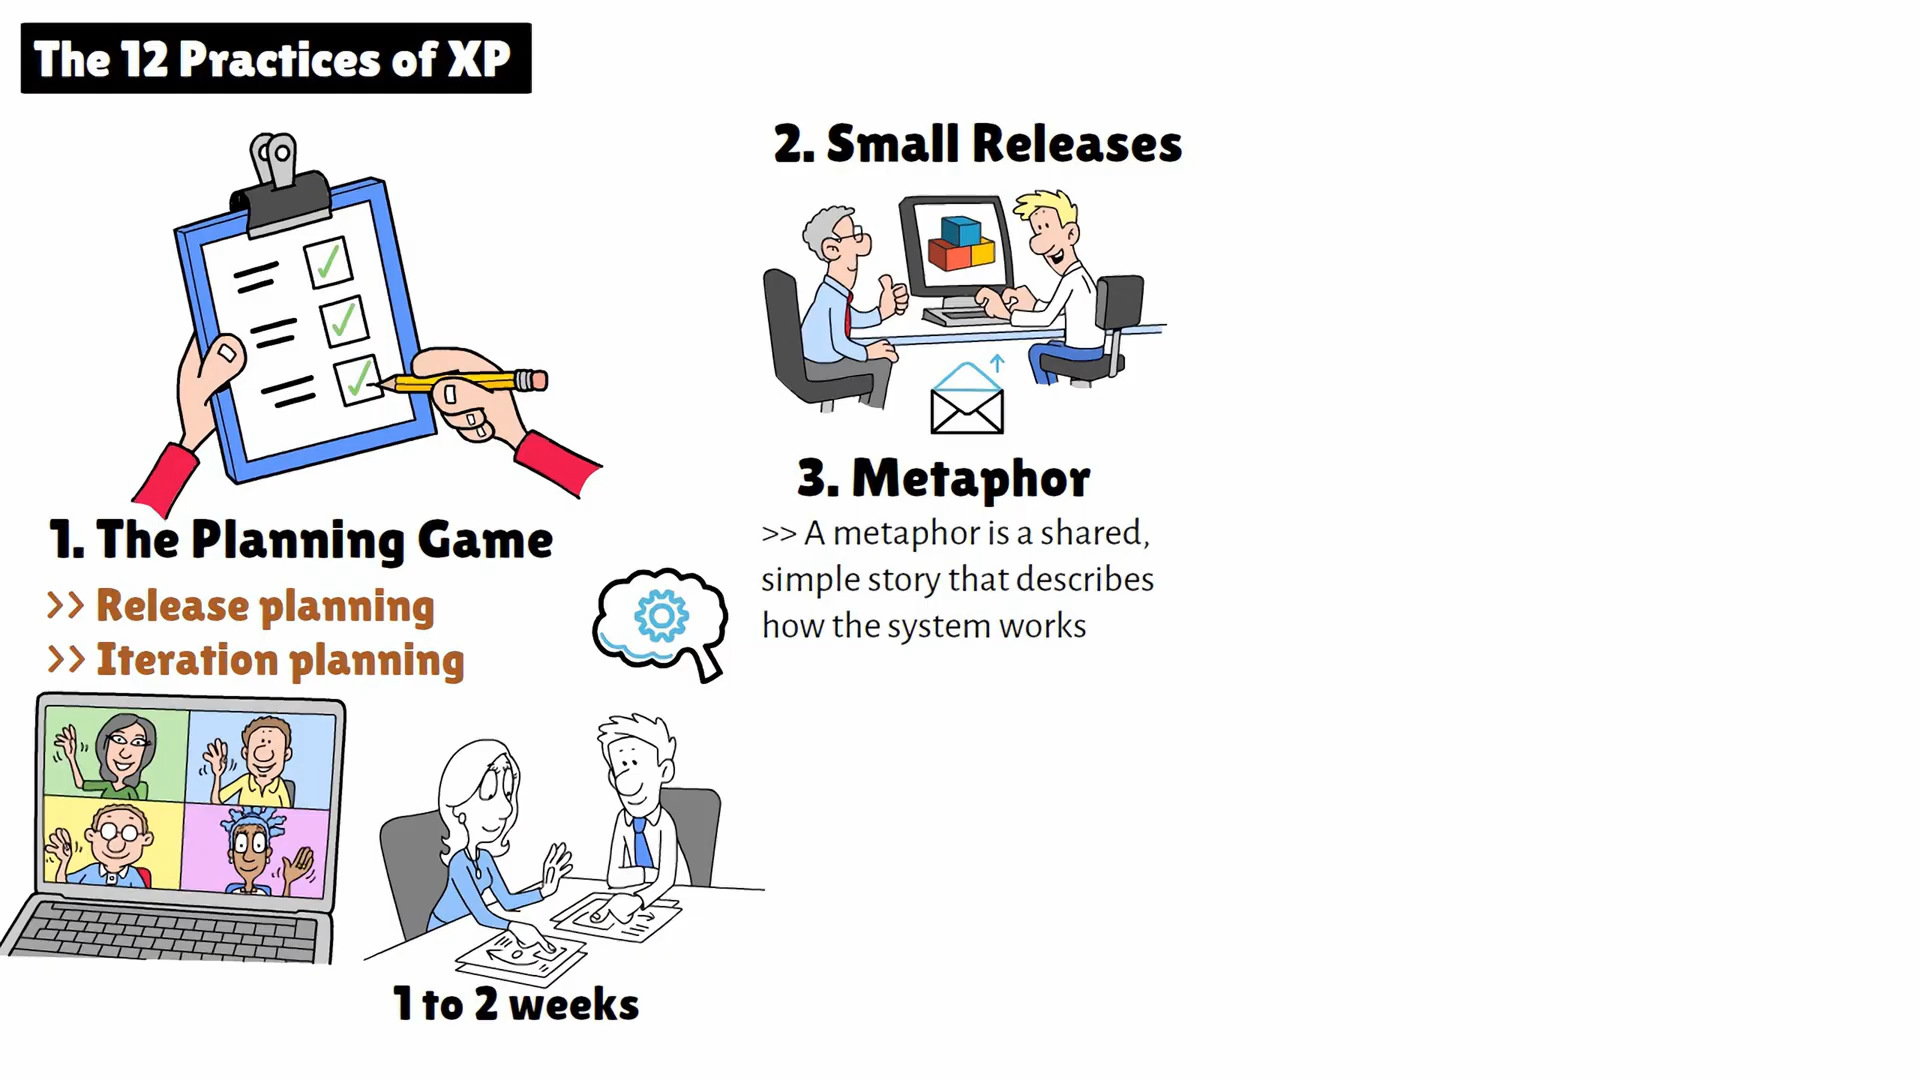 The 12 Practices of XP
1. The Planning Game
>> Release planning
>> Iteration planning
1 to 2 weeks
2. Small Releases
3. Metaphor
>> A metaphor is a shared,
simple story that describes
how the system works